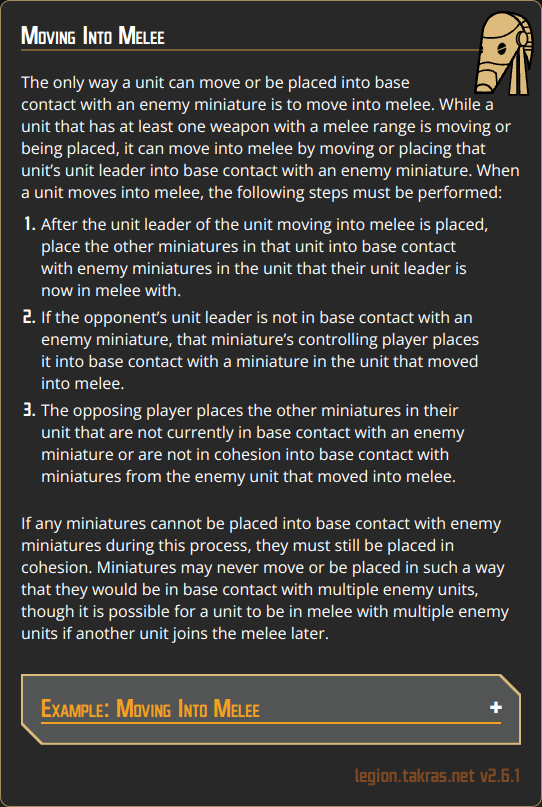 Moving Into Melee
The only way a unit can move or be placed into base
contact with an enemy miniature is to move into melee. While a
unit that has at least one weapon with a melee range is moving or
being placed, it can move into melee by moving or placing that
unit's unit leader into base contact with an enemy miniature. When
a unit moves into melee, the following steps must be performed:
1. After the unit leader of the unit moving into melee is placed,
place the other miniatures in that unit into base contact
with enemy miniatures in the unit that their unit leader is
now in melee with.
2. If the opponent's unit leader is not in base contact with an
enemy miniature, that miniature's controlling player places
it into base contact with a miniature in the unit that moved
into melee.
3. The opposing player places the other miniatures in their
unit that are not currently in base contact with an enemy
miniature or are not in cohesion into base contact with
miniatures from the enemy unit that moved into melee.
If any miniatures cannot be placed into base contact with enemy
miniatures during this process, they must still be placed in
cohesion. Miniatures may never move or be placed in such a way
that they would be in base contact with multiple enemy units,
though it is possible for a unit to be in melee with multiple enemy
units if another unit joins the melee later.
Example: Moving Into Melee +
legion.takras.net v2.6.1